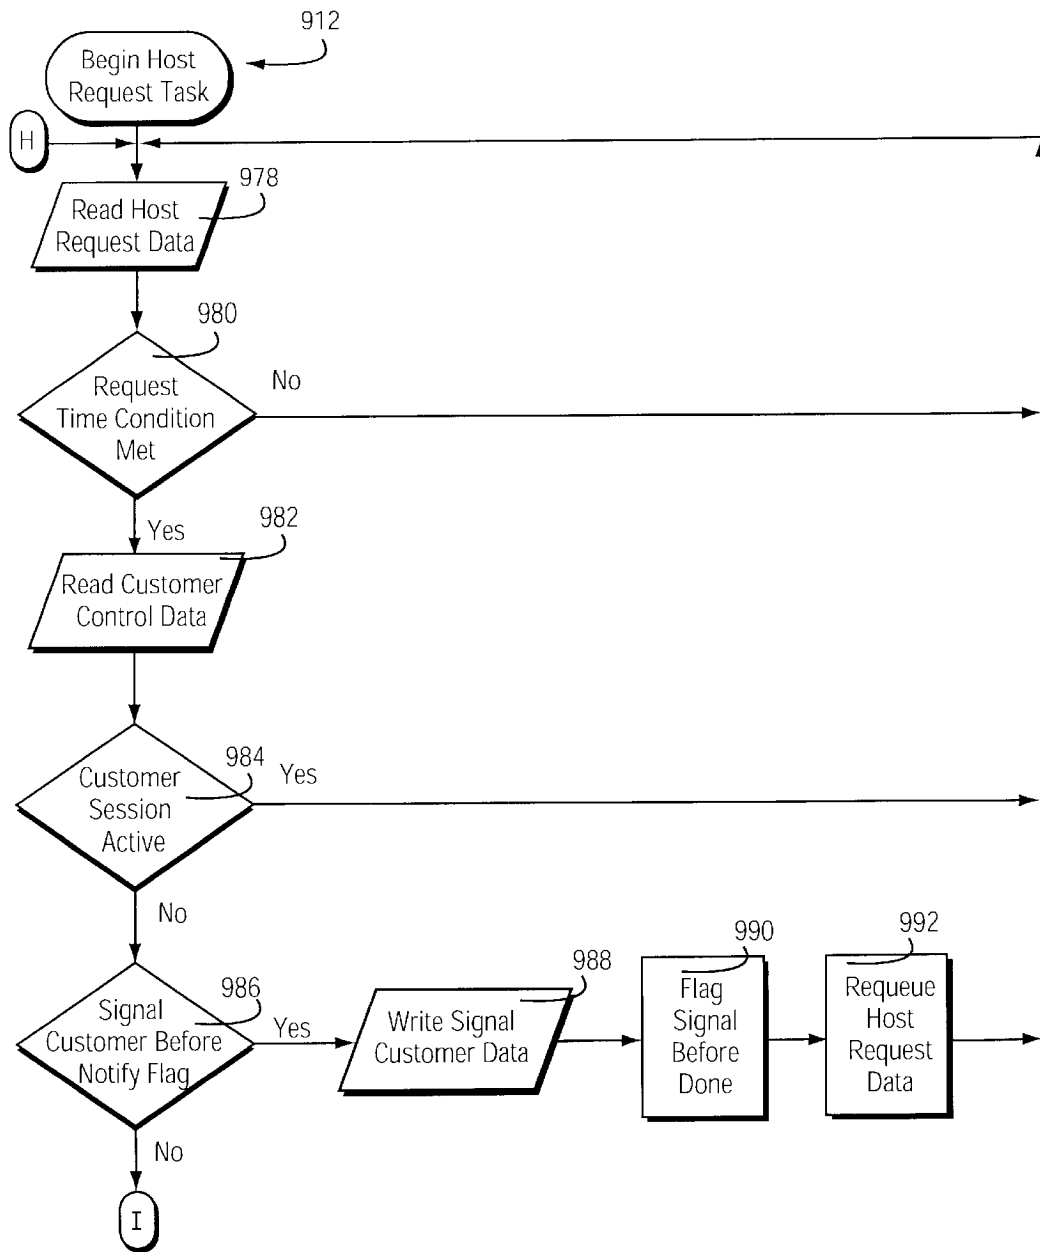 912
Begin Host
Request Task
H
978
Read Host
Request Data
980
Request
Time Condition
Met
No
Yes
982
Read Customer
Control Data
984
Customer
Session
Active
Yes
No
986
Signal
Customer Before
Notify Flag
Yes
988
Write Signal
Customer Data
990
Flag
Signal
Before
Done
992
Requeue
Host
Request
Data
No
I